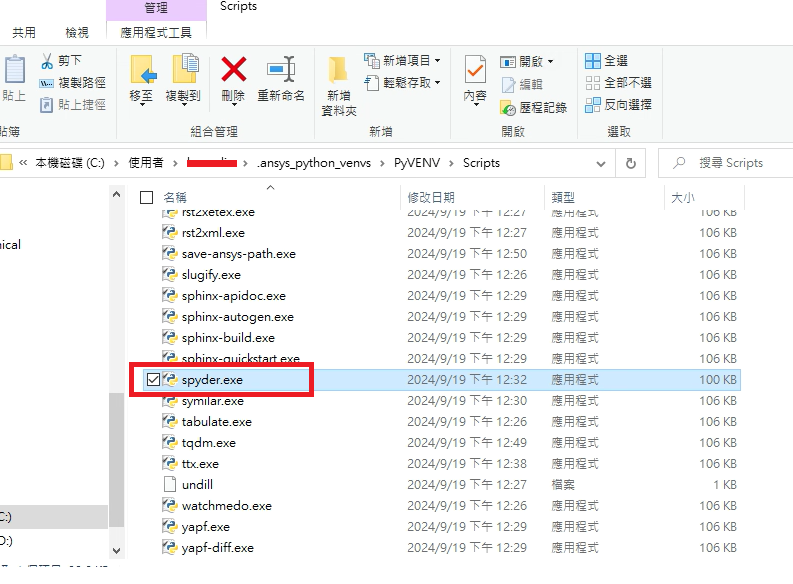 管理
Scripts
共用
檢視
應用程式工具
貼上
剪下
複製路徑
貼上捷徑
移至
複製到
刪除
重新命名
新增
資料夾
新增項目
輕鬆存取
內容
開啟
編輯
歷程記錄
全選
全部不選
反向選擇
組合管理
新增
開啟
選取
« 本機磁碟 (C:) > 使用者 > > .ansys_python_venvs > PyVENV > Scripts
搜尋 Scripts
名稱 修改日期 類型 大小
rst2xetex.exe 2024/9/19 下午 12:27 應用程式 106 KB
rst2xml.exe 2024/9/19 下午 12:27 應用程式 106 KB
save-ansys-path.exe 2024/9/19 下午 12:50 應用程式 106 KB
slugify.exe 2024/9/19 下午 12:26 應用程式 106 KB
sphinx-apidoc.exe 2024/9/19 下午 12:29 應用程式 106 KB
sphinx-autogen.exe 2024/9/19 下午 12:29 應用程式 106 KB
sphinx-build.exe 2024/9/19 下午 12:29 應用程式 106 KB
sphinx-quickstart.exe 2024/9/19 下午 12:29 應用程式 106 KB
spyder.exe 2024/9/19 下午 12:32 應用程式 100 KB
symilar.exe 2024/9/19 下午 12:30 應用程式 106 KB
tabulate.exe 2024/9/19 下午 12:26 應用程式 106 KB
tqdm.exe 2024/9/19 下午 12:49 應用程式 106 KB
ttx.exe 2024/9/19 下午 12:38 應用程式 106 KB
undill 2024/9/19 下午 12:27 檔案 1 KB
watchmedo.exe 2024/9/19 下午 12:26 應用程式 106 KB
yapf.exe 2024/9/19 下午 12:29 應用程式 106 KB
yapf-diff.exe 2024/9/19 下午 12:29 應用程式 106 KB
ical
C:)
D:)